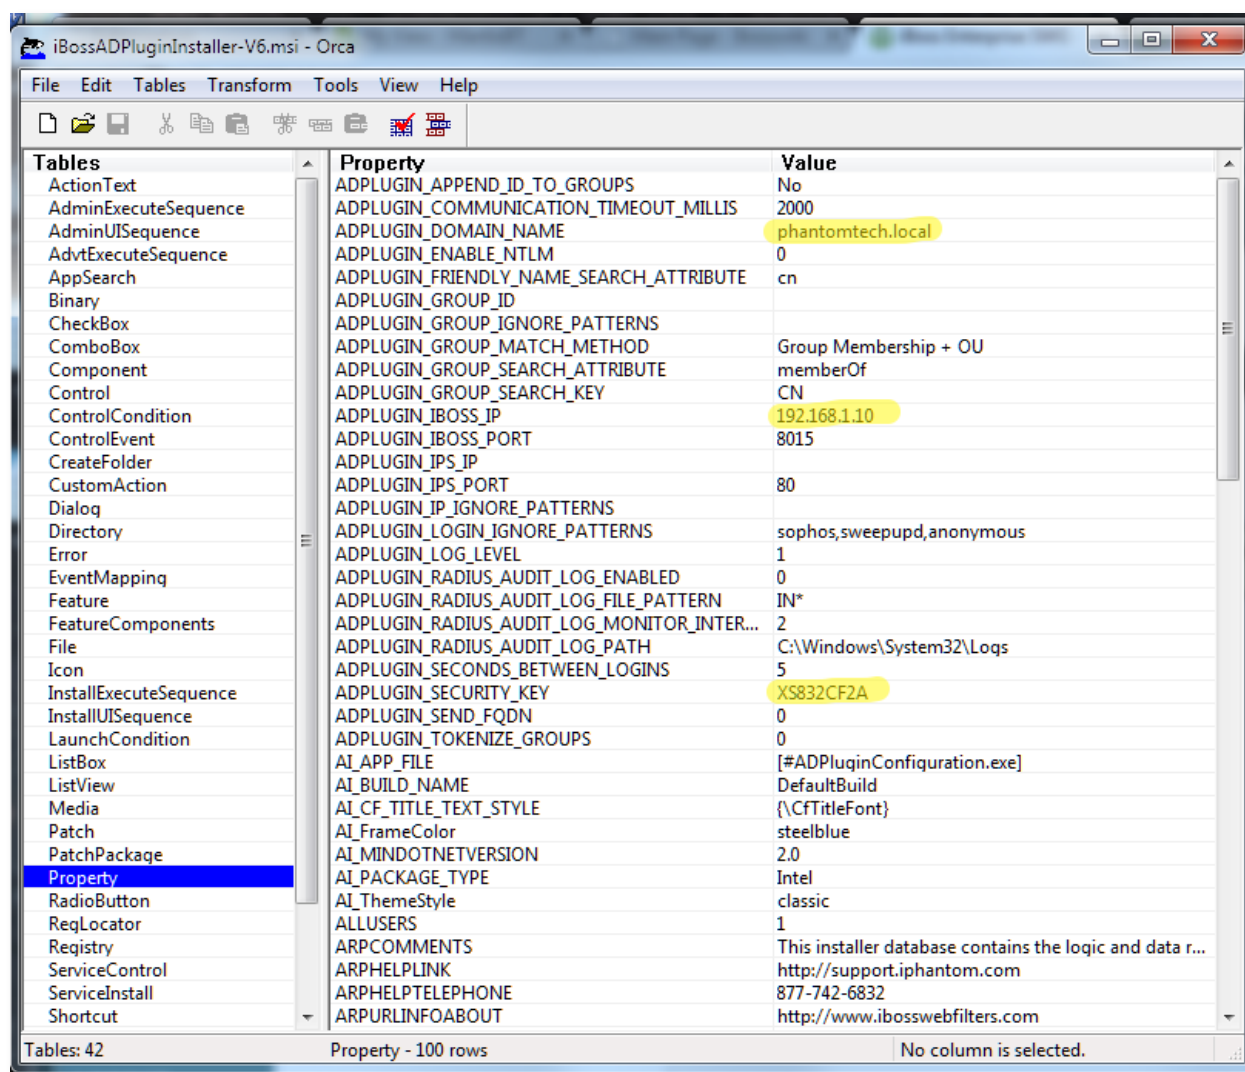 iBossADPluginInstaller-V6.msi - Orca
File Edit Tables Transform Tools View Help
Tables Property Value
ActionText ADPLUGIN_APPEND_ID_TO_GROUPS No
AdminExecuteSequence ADPLUGIN_COMMUNICATION_TIMEOUT_MILLIS 2000
AdminUISequence ADPLUGIN_DOMAIN_NAME phantomtech.local
AdvtExecuteSequence ADPLUGIN_ENABLE_NTLM 0
AppSearch ADPLUGIN_FRIENDLY_NAME_SEARCH_ATTRIBUTE cn
Binary ADPLUGIN_GROUP_ID
CheckBox ADPLUGIN_GROUP_IGNORE_PATTERNS
ComboBox ADPLUGIN_GROUP_MATCH_METHOD Group Membership + OU
Component ADPLUGIN_GROUP_SEARCH_ATTRIBUTE memberOf
Control ADPLUGIN_GROUP_SEARCH_KEY CN
ControlCondition ADPLUGIN_IBOSS_IP 192.168.1.10
ControlEvent ADPLUGIN_IBOSS_PORT 8015
CreateFolder ADPLUGIN_IPS_IP
CustomAction ADPLUGIN_IPS_PORT 80
Dialog ADPLUGIN_IP_IGNORE_PATTERNS
Directory ADPLUGIN_LOGIN_IGNORE_PATTERNS sophos,sweepupd,anonymous
Error ADPLUGIN_LOG_LEVEL 1
EventMapping ADPLUGIN_RADIUS_AUDIT_LOG_ENABLED 0
Feature ADPLUGIN_RADIUS_AUDIT_LOG_FILE_PATTERN IN*
FeatureComponents ADPLUGIN_RADIUS_AUDIT_LOG_MONITOR_INTER... 2
File ADPLUGIN_RADIUS_AUDIT_LOG_PATH C:\Windows\System32\Logs
Icon ADPLUGIN_SECONDS_BETWEEN_LOGINS 5
InstallExecuteSequence ADPLUGIN_SECURITY_KEY XS832CF2A
InstallUISequence ADPLUGIN_SEND_FQDN 0
LaunchCondition ADPLUGIN_TOKENIZE_GROUPS 0
ListBox AI_APP_FILE [#ADPluginConfiguration.exe]
ListView AI_BUILD_NAME DefaultBuild
Media AI_CF_TITLE_TEXT_STYLE {\CfTitleFont}
Patch AI_FrameColor steelblue
PatchPackage AI_MINDOTNETVERSION 2.0
Property AI_PACKAGE_TYPE Intel
RadioButton AI_ThemeStyle classic
RegLocator ALLUSERS 1
Registry ARPCOMMENTS This installer database contains the logic and data r...
ServiceControl ARPHELPLINK http://support.iphantom.com
ServiceInstall ARPHELPTELEPHONE 877-742-6832
Shortcut ARPURLINFOABOUT http://www.ibosswebfilters.com
Tables: 42 Property - 100 rows No column is selected.